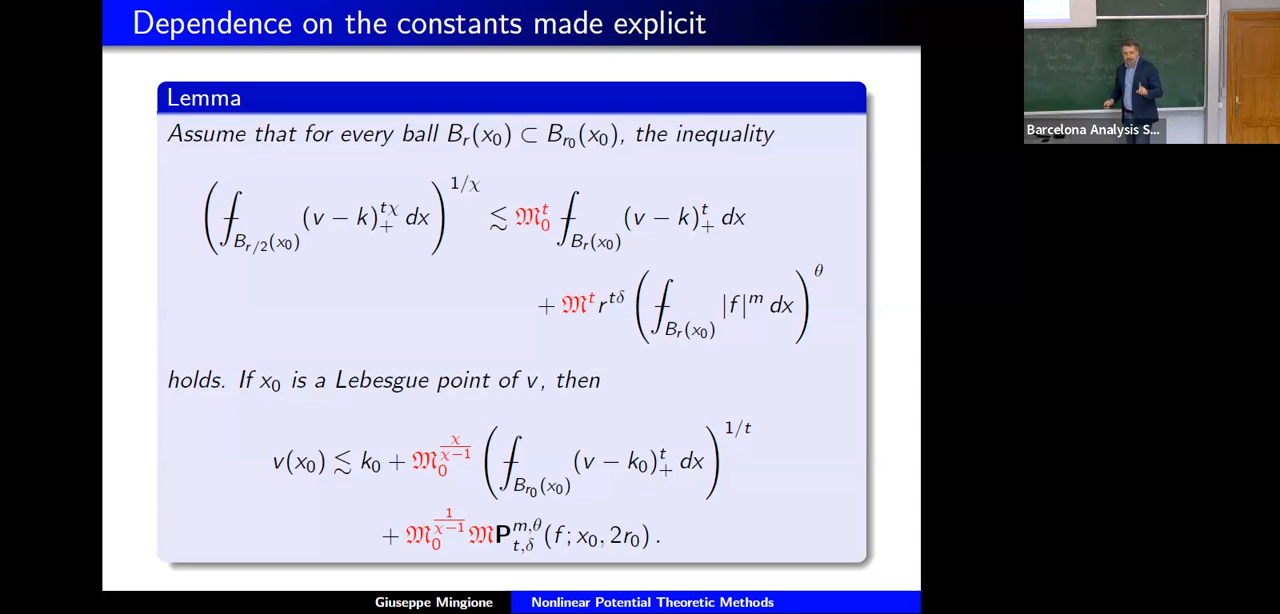 Dependence on the constants made explicit
Lemma
Assume that for every ball B_r(x_0) ⊂ B_{r_0}(x_0), the inequality
(⨍_{B_{r/2}(x_0)} (v − k)_+^{tχ} dx)^{1/χ} ≲ 𝔐_0^t ⨍_{B_r(x_0)} (v − k)_+^t dx
+ 𝔐^t r^{tδ} (⨍_{B_r(x_0)} |f|^m dx)^θ
holds. If x_0 is a Lebesgue point of v, then
v(x_0) ≲ k_0 + 𝔐_0^{χ/(χ−1)} (⨍_{B_{r_0}(x_0)} (v − k_0)_+^t dx)^{1/t}
+ 𝔐_0^{1/(χ−1)} 𝔐 P_{t,δ}^{m,θ}(f; x_0, 2r_0) .
Giuseppe Mingione Nonlinear Potential Theoretic Methods
Barcelona Analysis S...